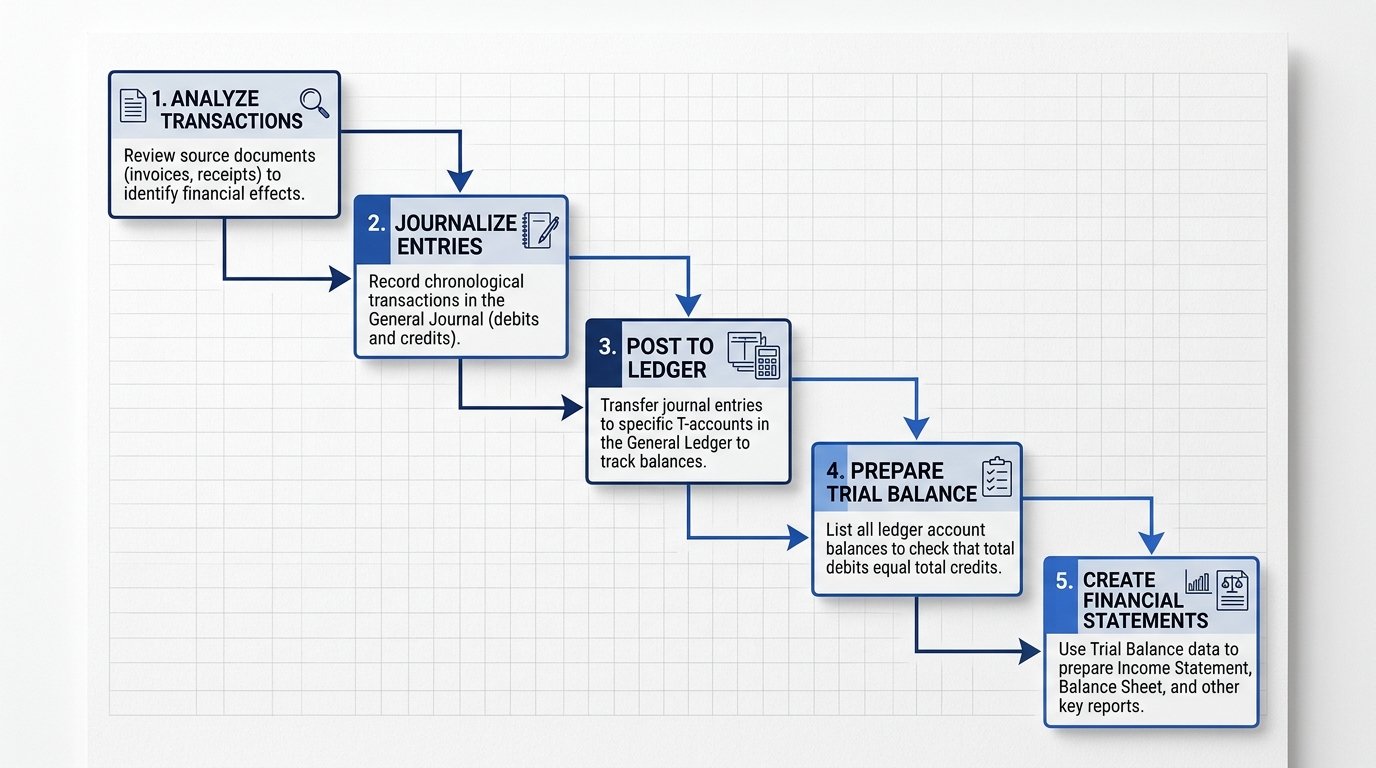 1. ANALYZE
TRANSACTIONS
Review source documents
(invoices, receipts) to
identify financial effects.
2. JOURNALIZE
ENTRIES
Record chronological
transactions in the
General Journal (debits
and credits).
3. POST TO
LEDGER
Transfer journal entries
to specific T-accounts in
the General Ledger to
track balances.
4. PREPARE
TRIAL BALANCE
List all ledger account
balances to check that total
debits equal total credits.
5. CREATE
FINANCIAL
STATEMENTS
Use Trial Balance data to
prepare Income Statement,
Balance Sheet, and other
key reports.